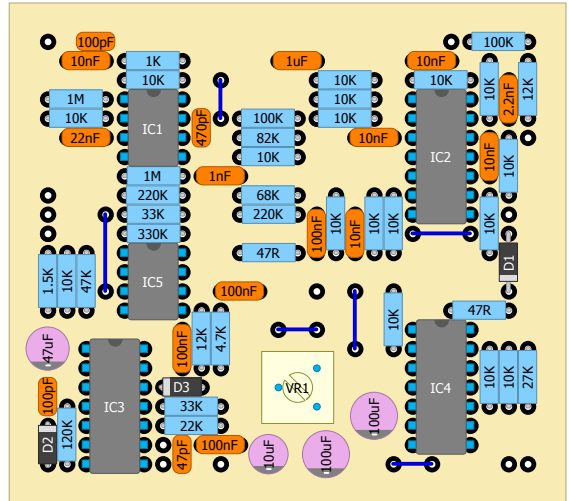 100pF
100K
10nF
1K
1uF
10nF
10K
10K
10K
10K
2.2nF
12K
1M
10K
10K
10K
IC1
470pF
100K
22nF
82K
10nF
IC2
10K
10nF
10K
1M
1nF
220K
68K
33K
220K
100nF
10K
10nF
10K
10K
10K
330K
47R
D1
1.5K
10K
47K
IC5
100nF
47R
12K
4.7K
10K
47uF
100nF
IC3
VR1
IC4
10K
10K
27K
D3
100pF
33K
100uF
22K
D2
120K
47pF
100nF
10uF
100uF